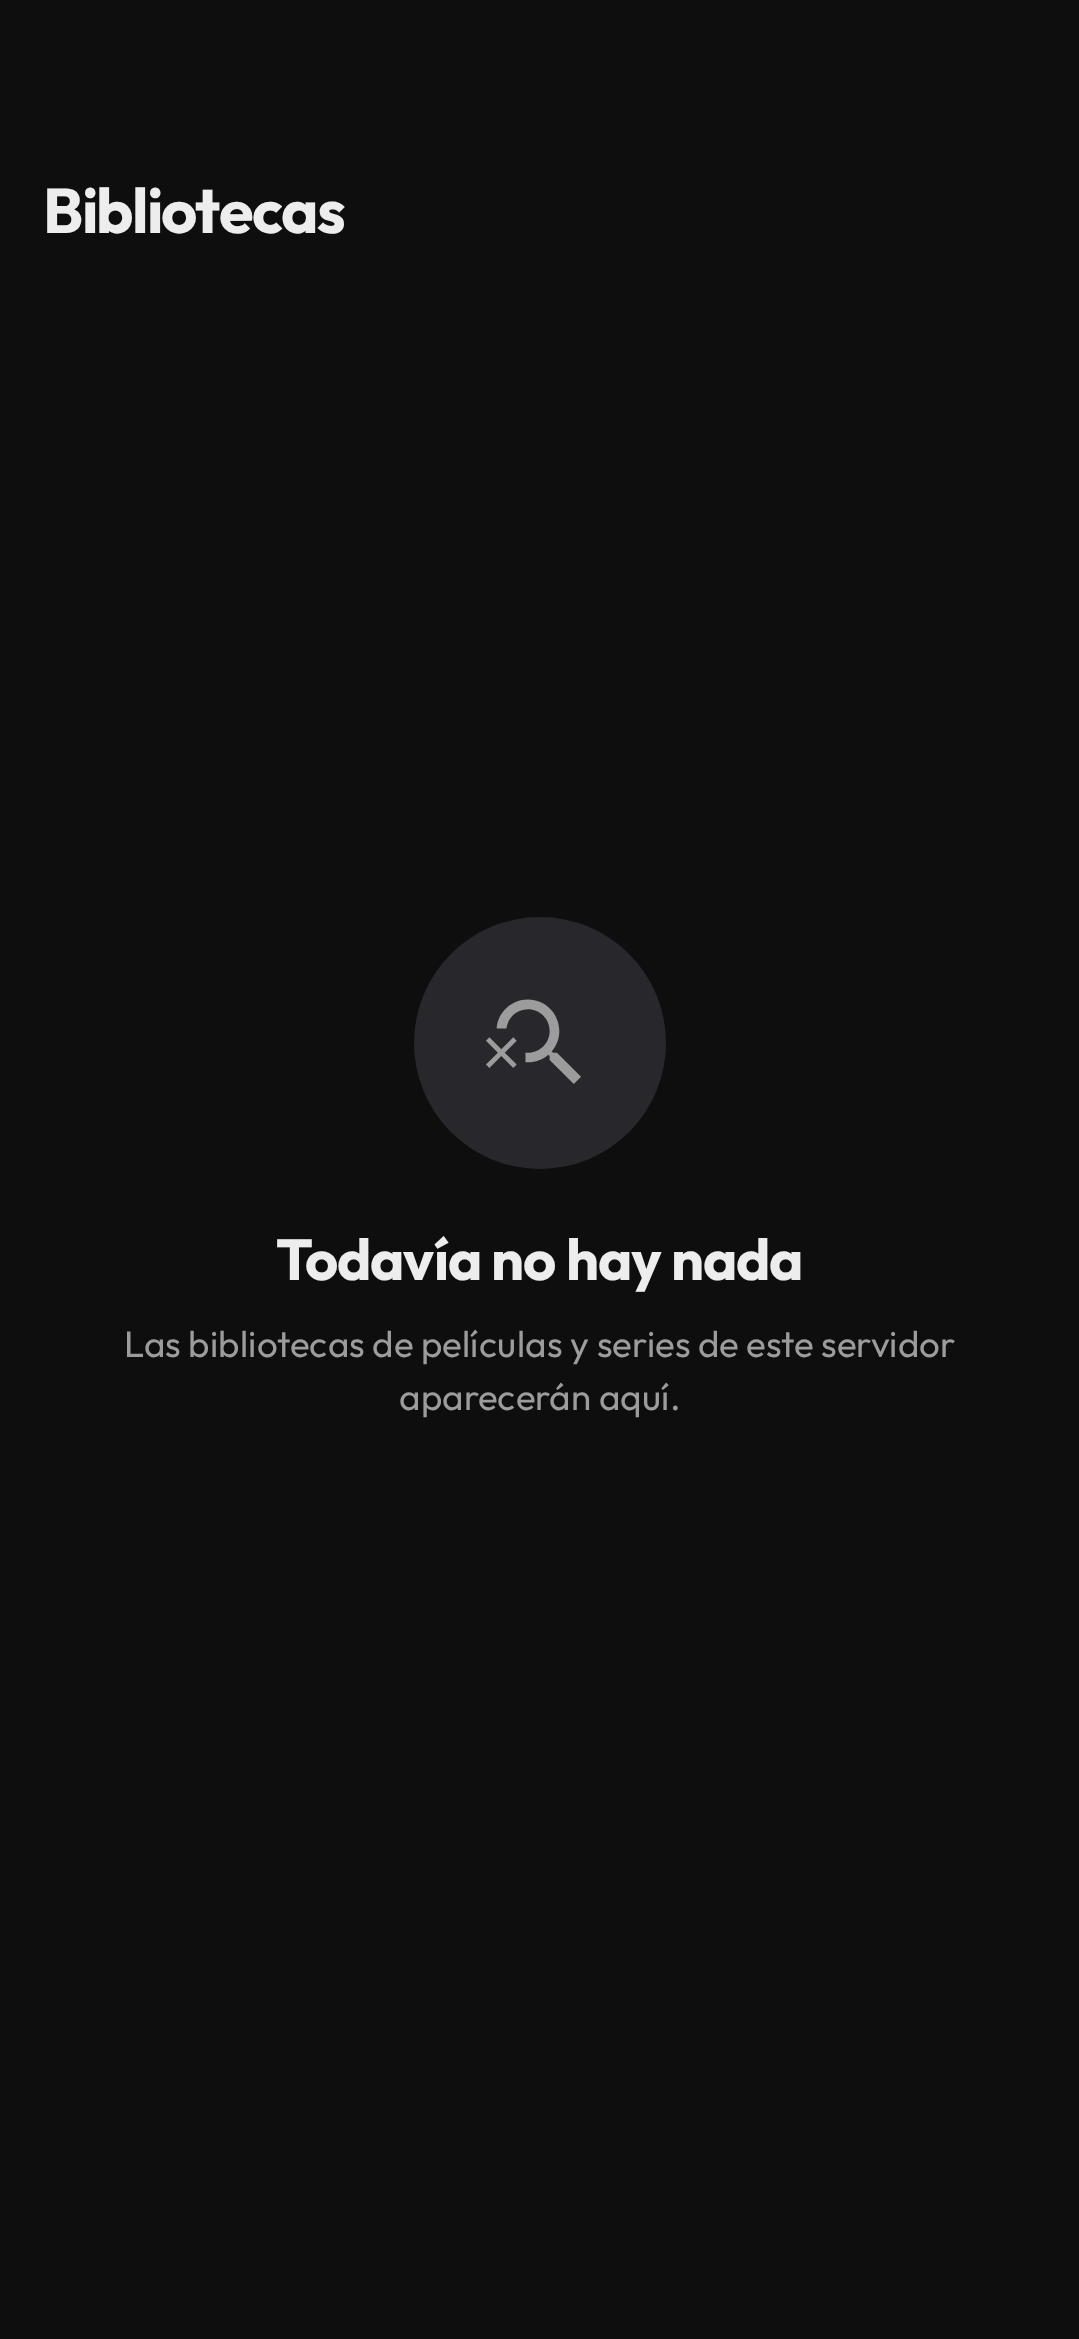 Bibliotecas
Todavía no hay nada
Las bibliotecas de películas y series de este servidor
aparecerán aquí.